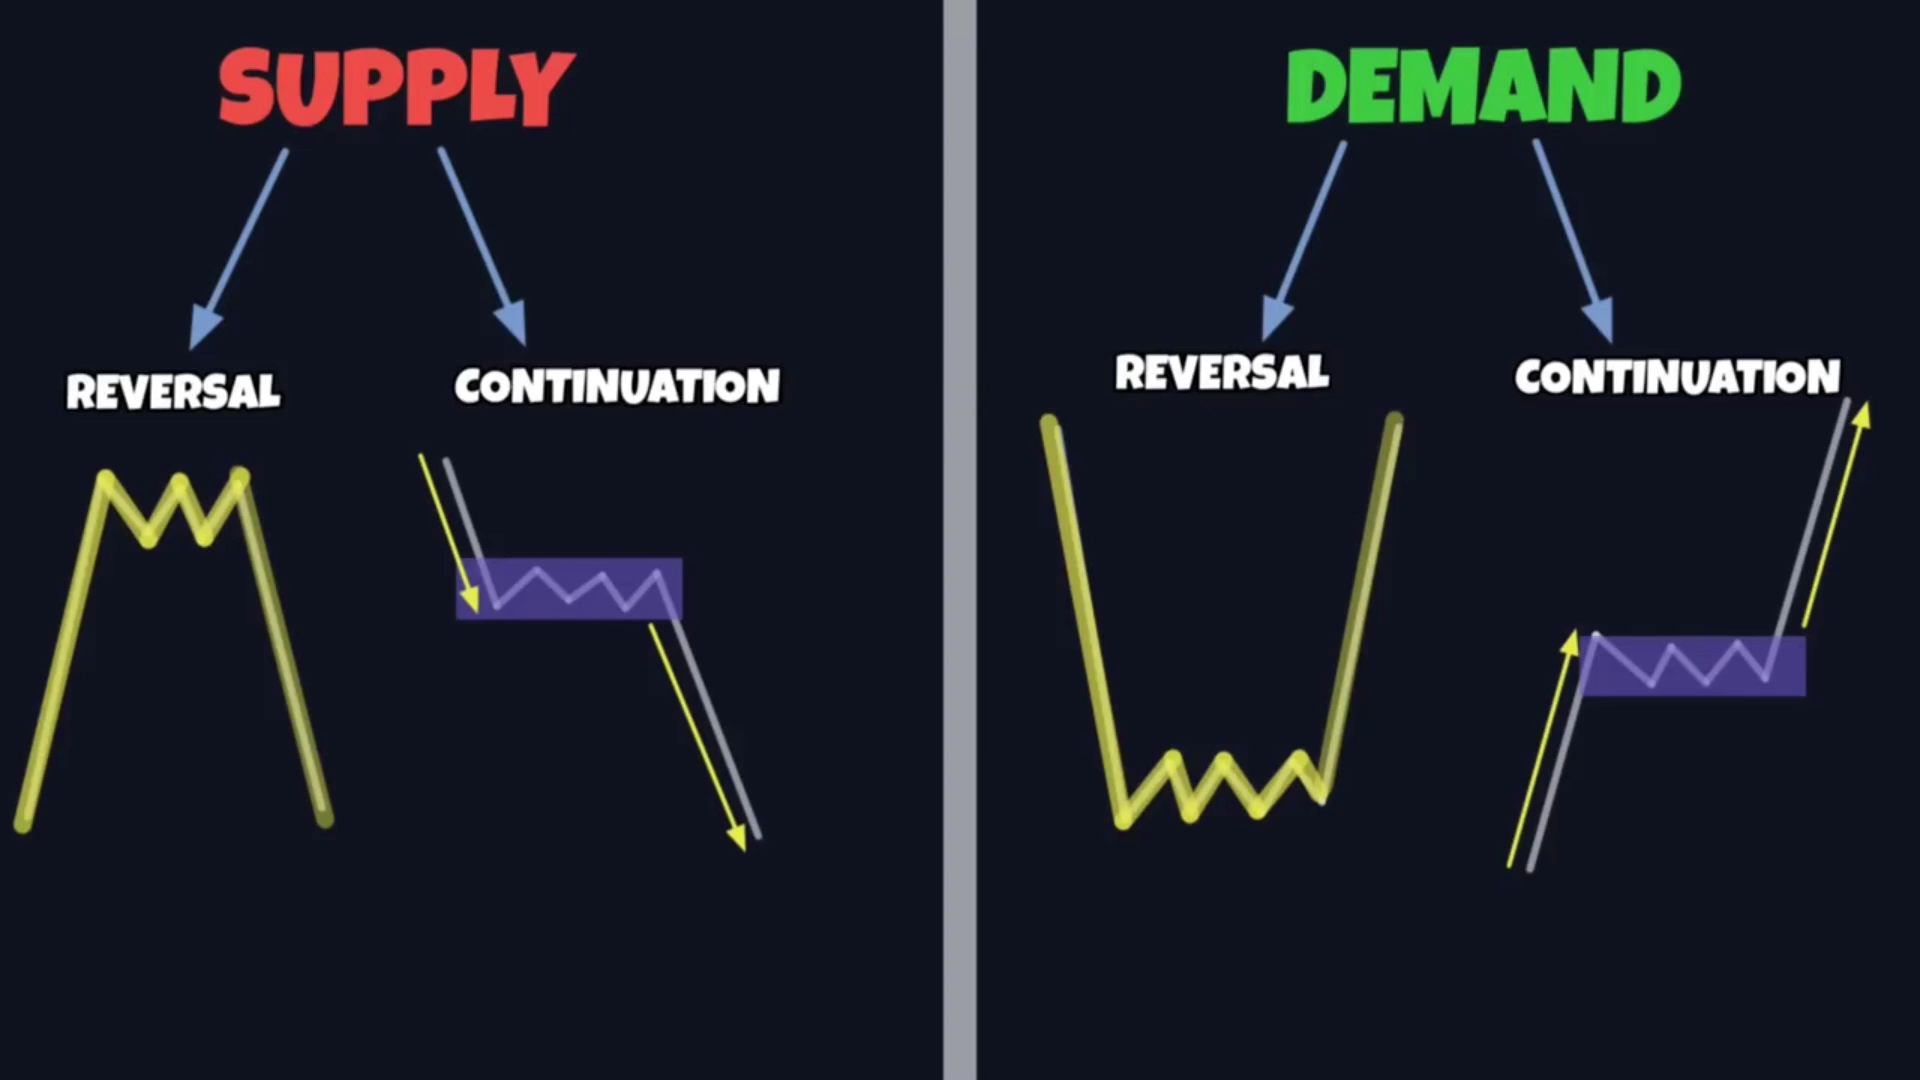 SUPPLY
REVERSAL
CONTINUATION
DEMAND
REVERSAL
CONTINUATION